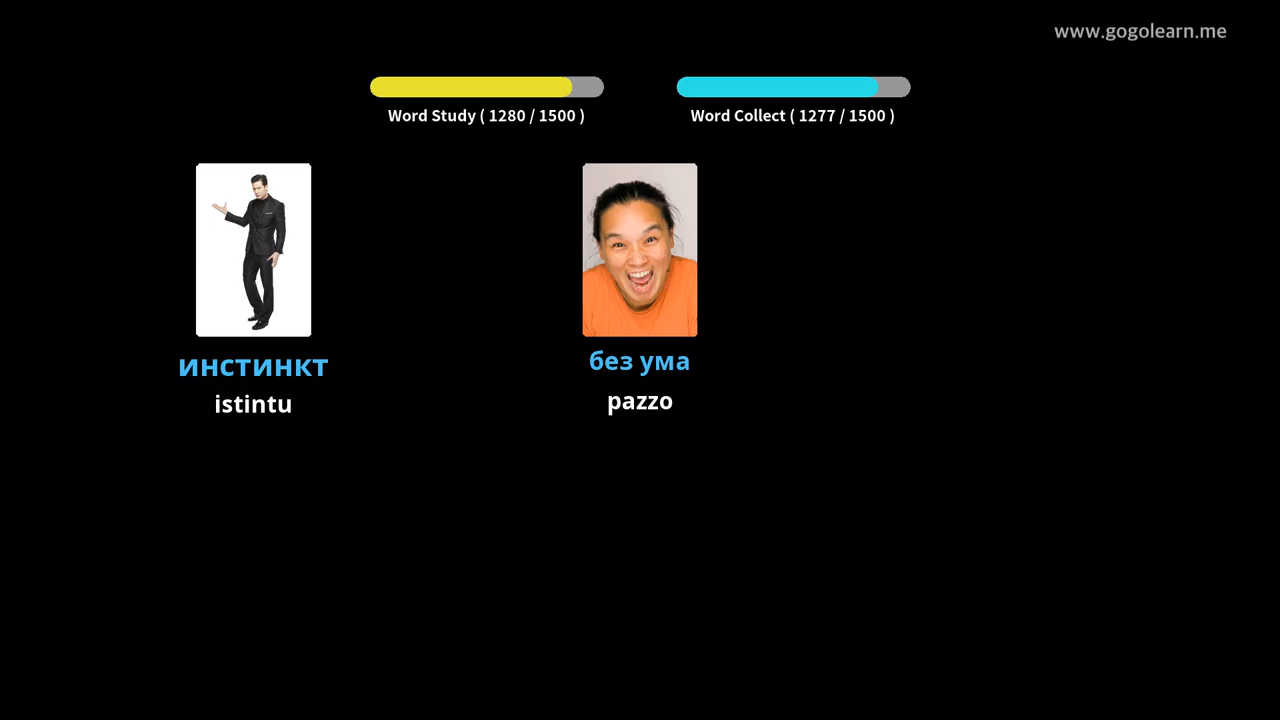 www.gogolearn.me
Word Study ( 1280 / 1500 )
Word Collect ( 1277 / 1500 )
инстинкт
без ума
istintu
pazzo